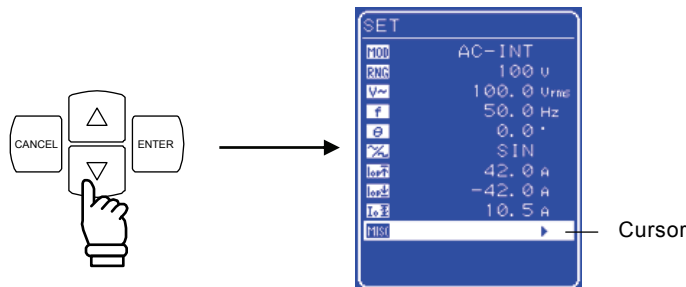 CANCEL
ENTER
SET
MOD AC-INT
RNG 100 V
V~ 100.0 Vrms
f 50.0 Hz
θ 0.0 °
SIN
42.0 A
-42.0 A
10.5 A
MISC
Cursor